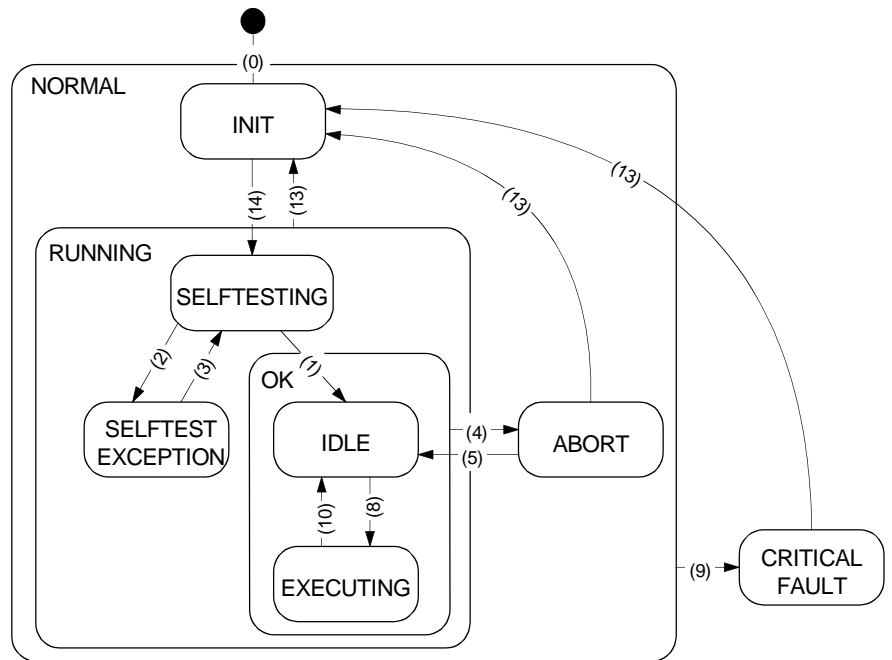 (0)
NORMAL
INIT
(13)
(13)
(14)
(13)
RUNNING
SELFTESTING
(2)
(3)
(1)
OK
SELFTEST
EXCEPTION
IDLE
(4)
(5)
ABORT
(10)
(8)
EXECUTING
(9)
CRITICAL
FAULT